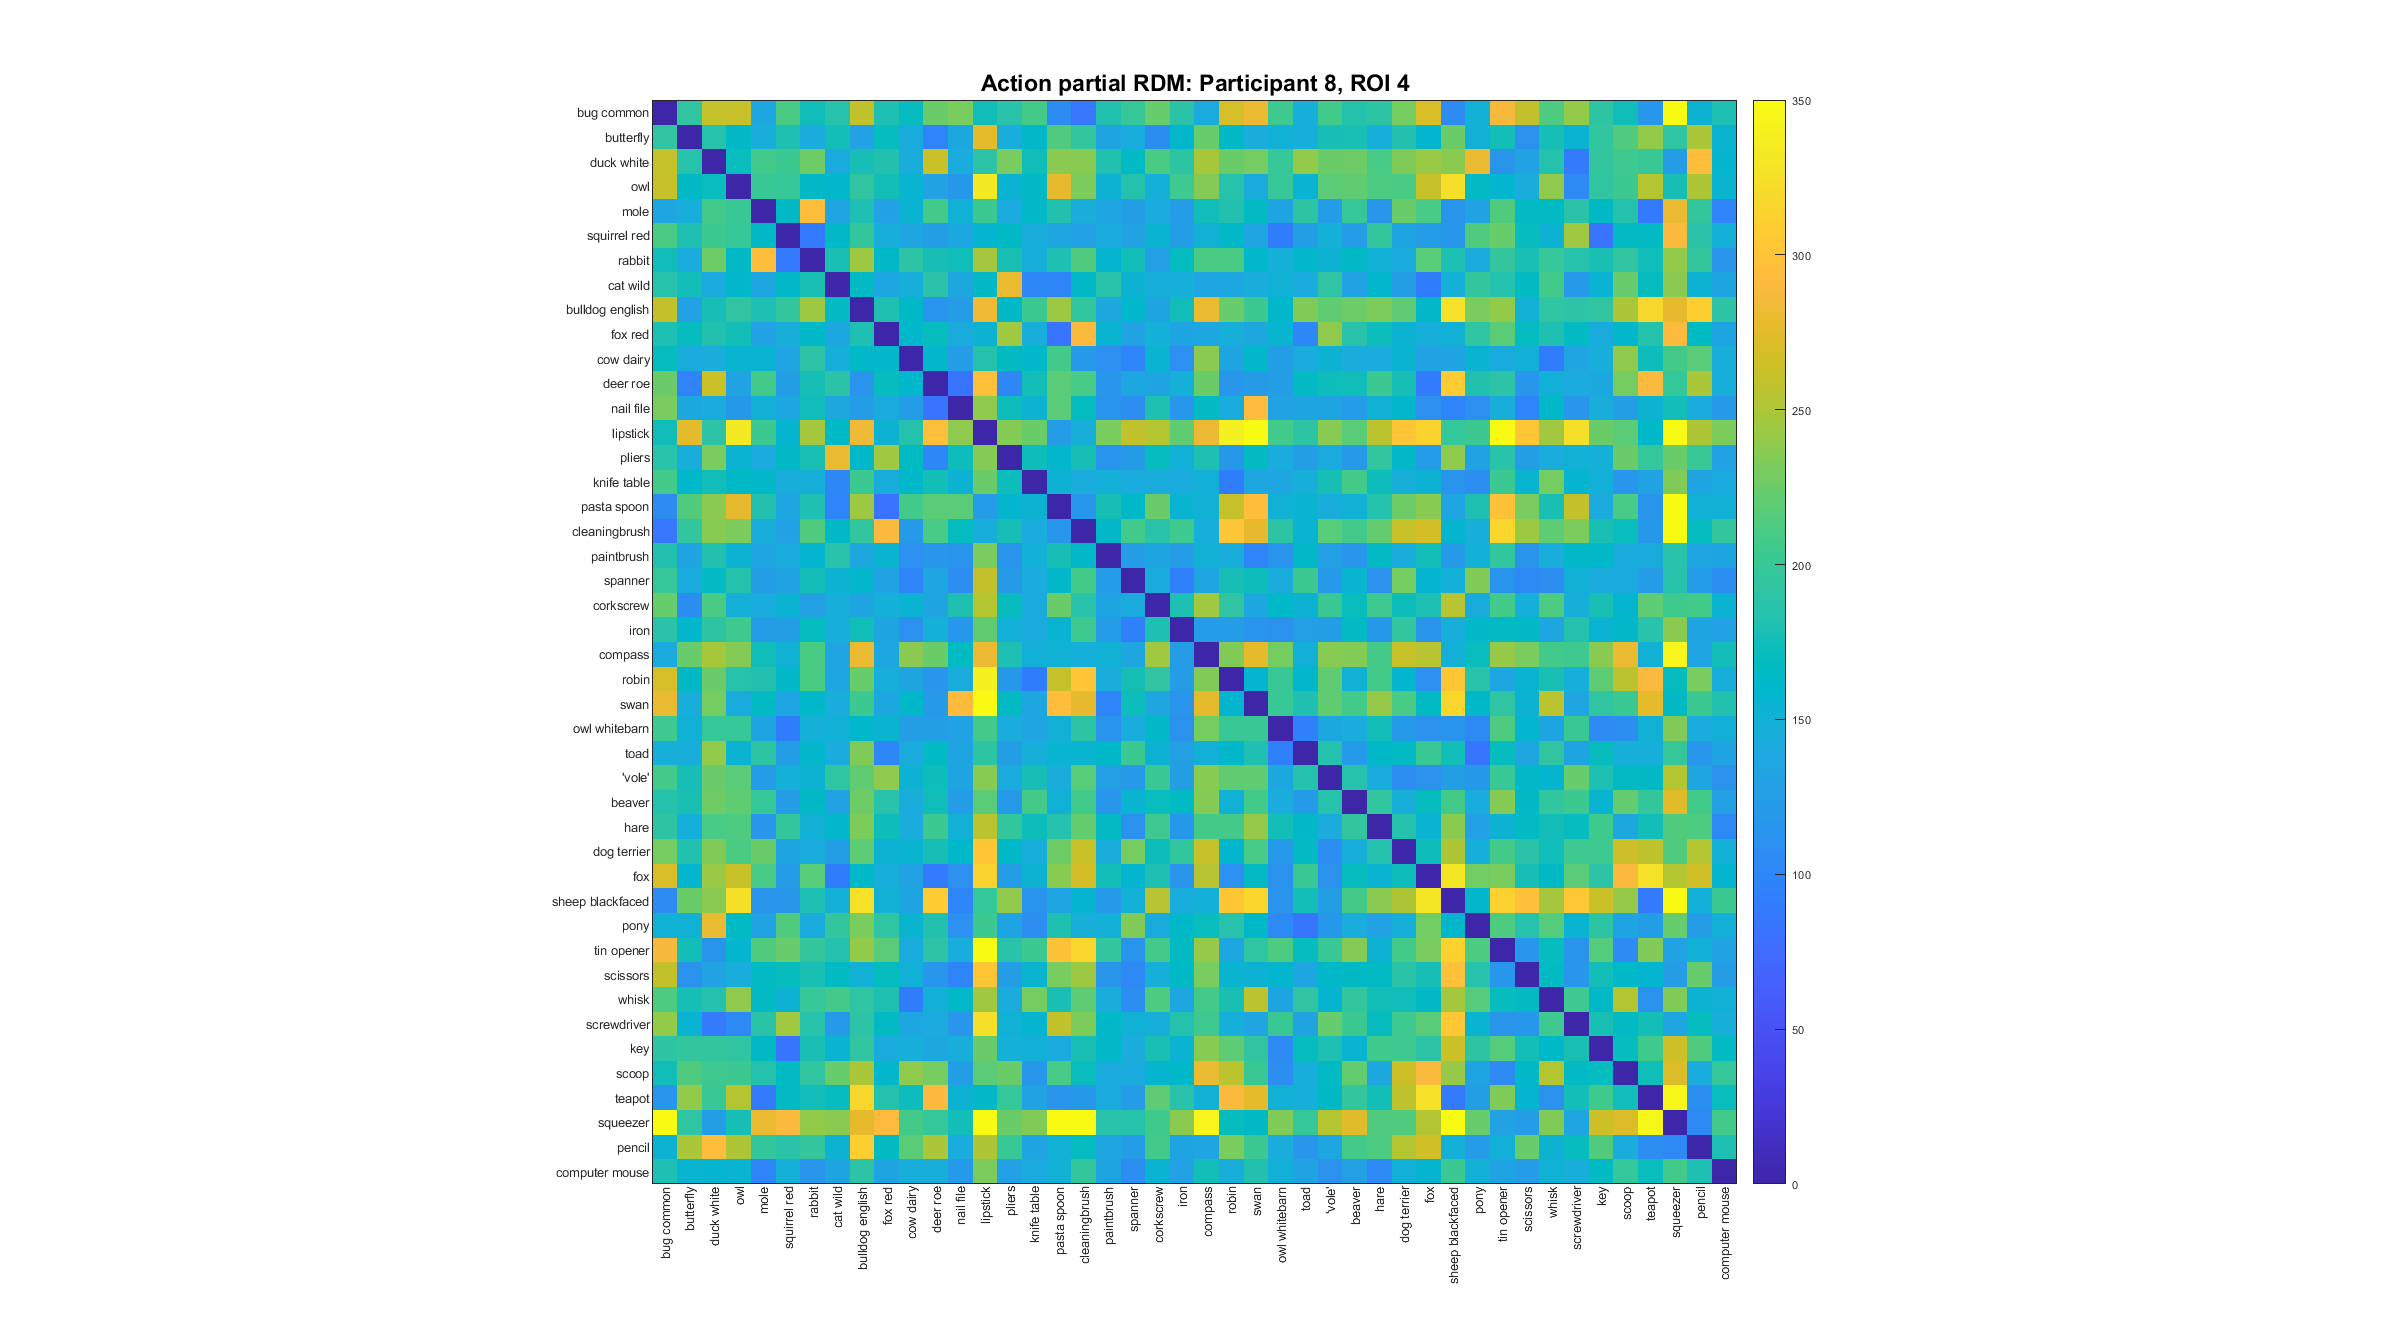 Action partial RDM: Participant 8, ROI 4
bug common
butterfly
duck white
owl
mole
squirrel red
rabbit
cat wild
bulldog english
fox red
cow dairy
deer roe
nail file
lipstick
pliers
knife table
pasta spoon
cleaningbrush
paintbrush
spanner
corkscrew
iron
compass
robin
swan
owl whitebarn
toad
'vole'
beaver
hare
dog terrier
fox
sheep blackfaced
pony
tin opener
scissors
whisk
screwdriver
key
scoop
teapot
squeezer
pencil
computer mouse
bug common
butterfly
duck white
owl
mole
squirrel red
rabbit
cat wild
bulldog english
fox red
cow dairy
deer roe
nail file
lipstick
pliers
knife table
pasta spoon
cleaningbrush
paintbrush
spanner
corkscrew
iron
compass
robin
swan
owl whitebarn
toad
'vole'
beaver
hare
dog terrier
fox
sheep blackfaced
pony
tin opener
scissors
whisk
screwdriver
key
scoop
teapot
squeezer
pencil
computer mouse
350
300
250
200
150
100
50
0